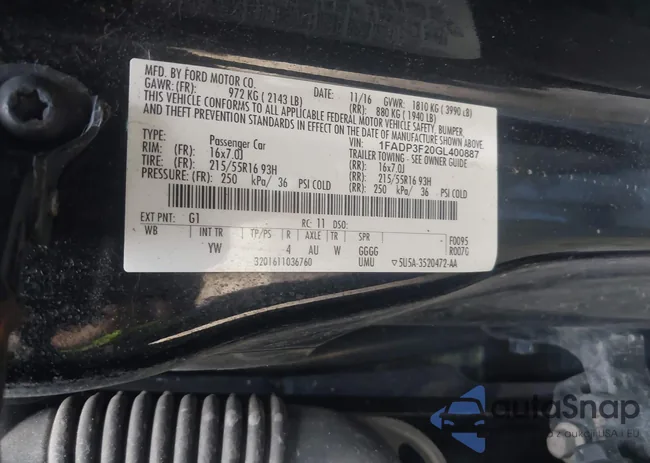 MFD. BY FORD MOTOR CO.
DATE: 11/16 GVWR: 1810 KG (3990 LB)
GAWR: (FR): 972 KG (2143 LB) (RR): 880 KG (1940 LB)
THIS VEHICLE CONFORMS TO ALL APPLICABLE FEDERAL MOTOR VEHICLE SAFETY, BUMPER,
AND THEFT PREVENTION STANDARDS IN EFFECT ON THE DATE OF MANUFACTURE SHOWN ABOVE.
VIN: 1FADP3F20GL400887
TYPE: Passenger Car TRAILER TOWING - SEE OWNER GUIDE
RIM: (FR): 16x7.0J (RR): 16x7.0J
TIRE: (FR): 215/55R16 93H (RR): 215/55R16 93H
PRESSURE: (FR): 250 kPa/ 36 PSI COLD (RR): 250 kPa/ 36 PSI COLD
EXT PNT: G1 RC: 11 DSO:
WB INT TR TP/PS R AXLE TR SPR F0095
YW 4 AU W GGGG R007G
3201611036760 UMU ▽5U5A-3520472-AA
autoSnap
auta z aukcji USA i EU